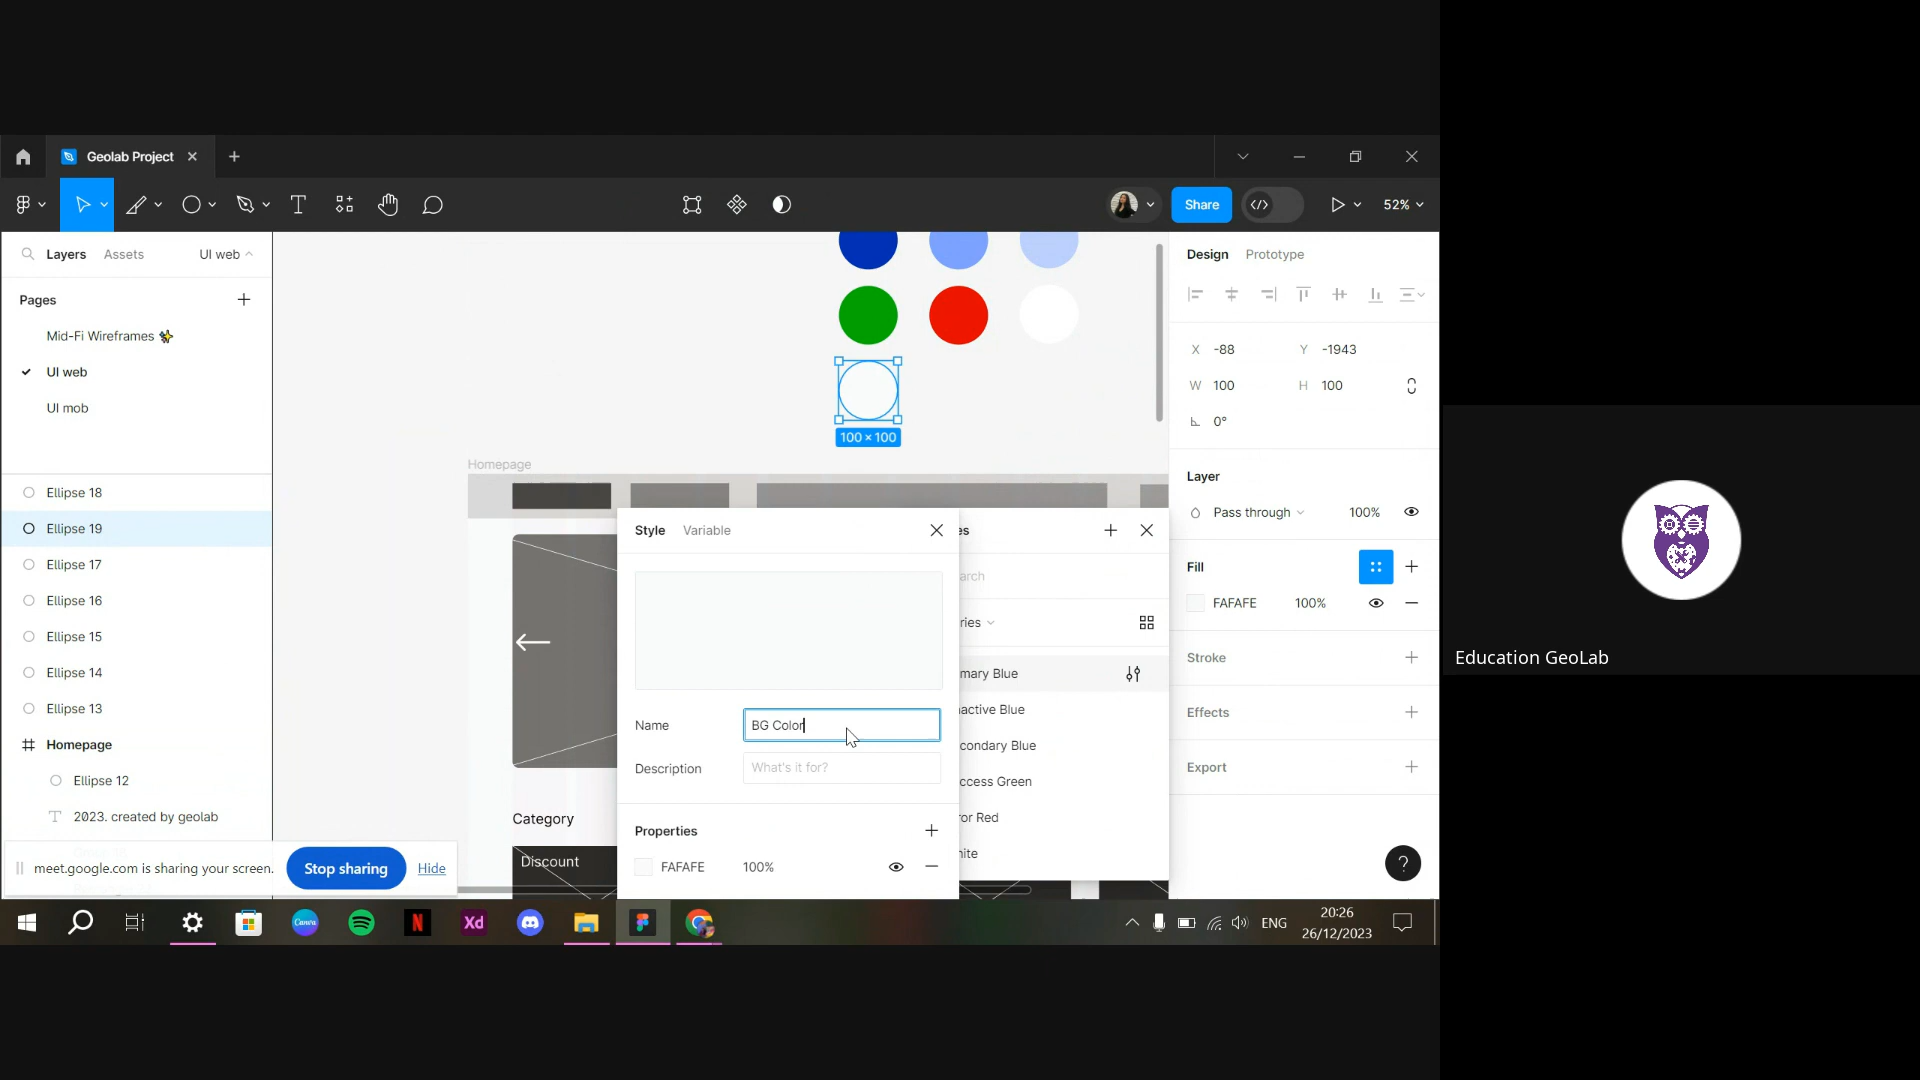 Geolab Project
Share
52%
Layers
Assets
UI web
Pages
Mid-Fi Wireframes ✨
UI web
UI mob
Ellipse 18
Ellipse 19
Ellipse 17
Ellipse 16
Ellipse 15
Ellipse 14
Ellipse 13
Homepage
Ellipse 12
2023. created by geolab
meet.google.com is sharing your screen.
Stop sharing
Hide
100 × 100
Homepage
Category
Discount
Style
Variable
Name
BG Color
Description
What's it for?
Properties
FAFAFE
100%
es
arch
ries
mary Blue
active Blue
condary Blue
ccess Green
ror Red
hite
Design
Prototype
X -88
Y -1943
W 100
H 100
0°
Layer
Pass through
100%
Fill
FAFAFE
100%
Stroke
Effects
Export
?
Canva
N
Xd
ENG
20:26
26/12/2023
Education GeoLab